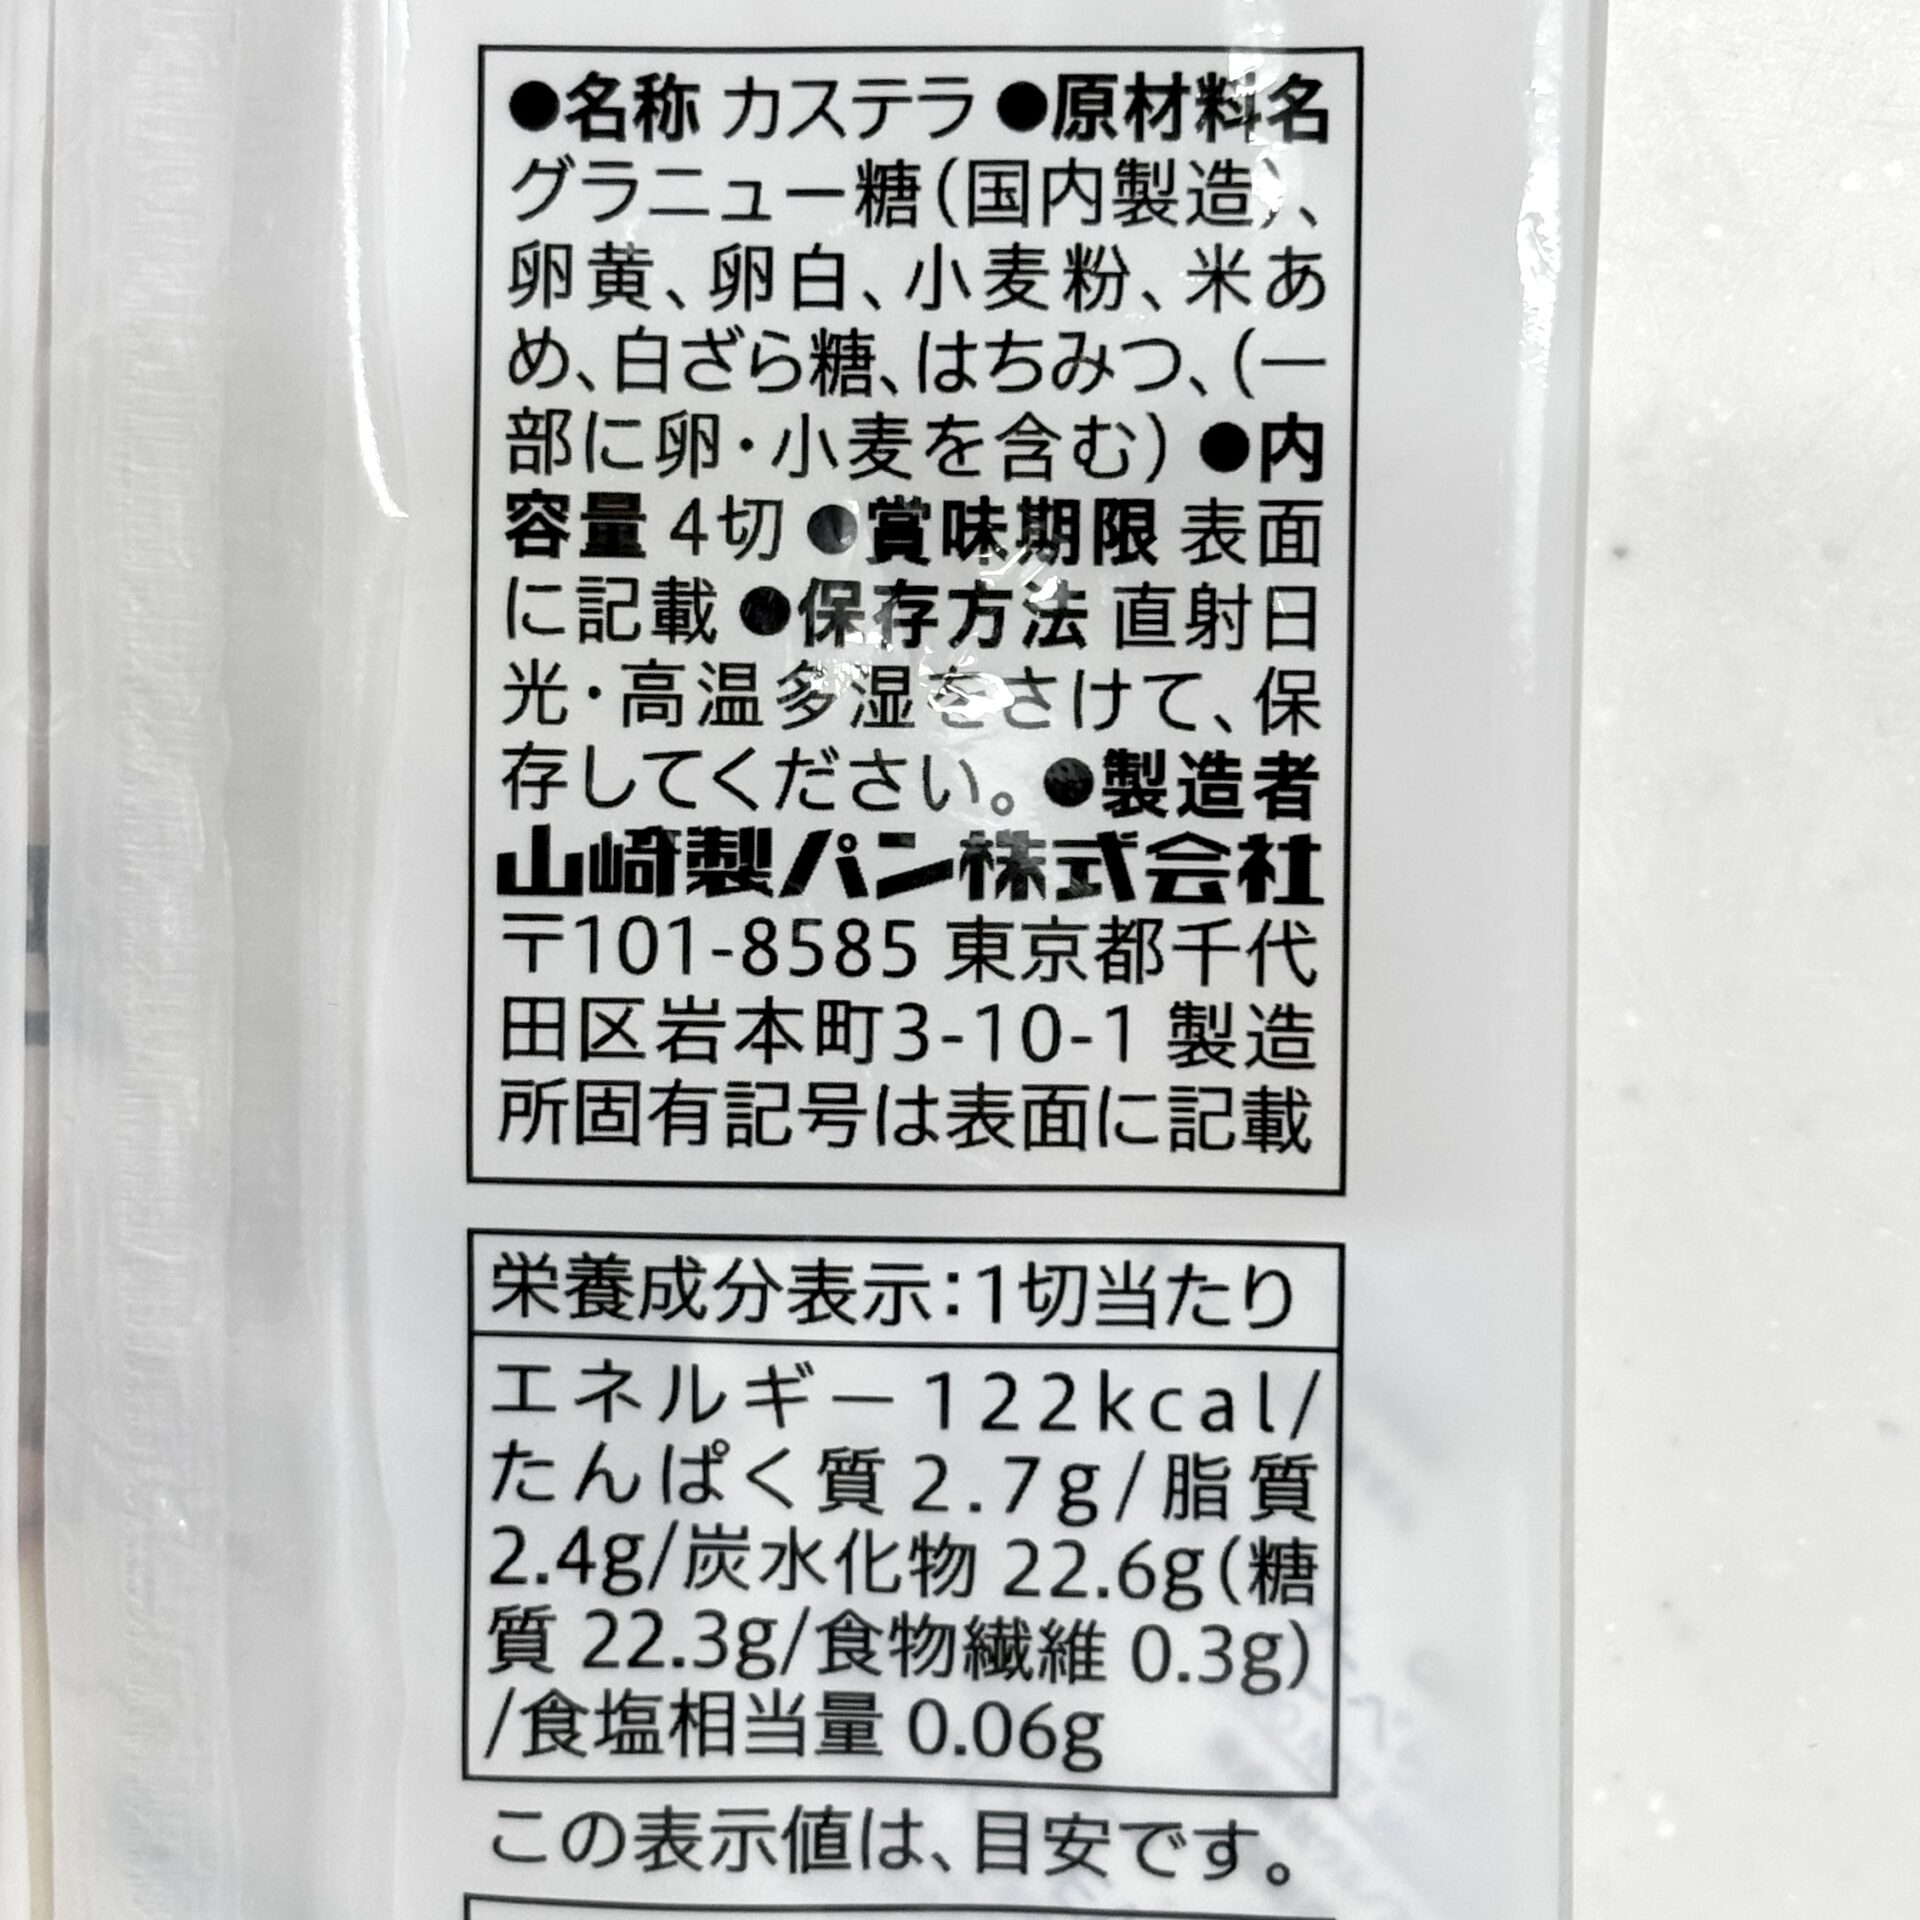 ●名称 カステラ ●原材料名
グラニュー糖(国内製造)、
卵黄、卵白、小麦粉、米あ
め、白ざら糖、はちみつ、(一
部に卵・小麦を含む) ●内
容量 4切 ●賞味期限 表面
に記載 ●保存方法 直射日
光・高温多湿をさけて、保
存してください。●製造者
山崎製パン株式会社
〒101-8585 東京都千代
田区岩本町3-10-1 製造
所固有記号は表面に記載
栄養成分表示:1切当たり
エネルギー 122kcal/
たんぱく質 2.7g/脂質
2.4g/炭水化物 22.6g(糖
質 22.3g/食物繊維 0.3g)
/食塩相当量 0.06g
この表示値は、目安です。